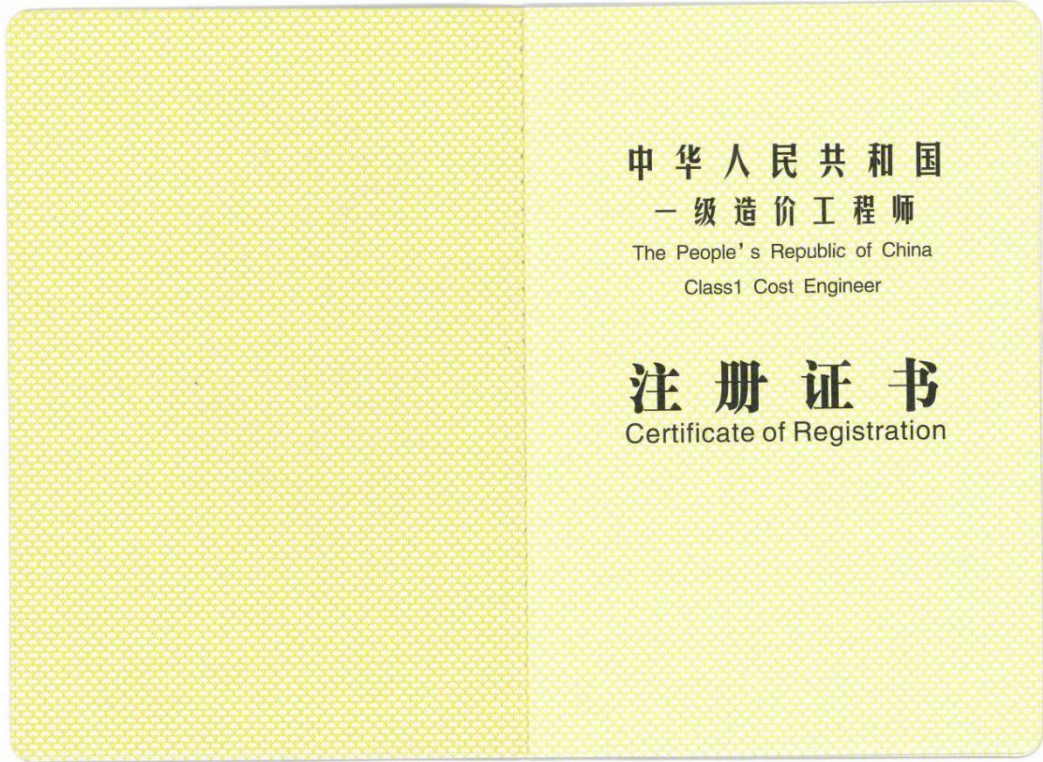 中华人民共和国
一级造价工程师
The People's Republic of China
Class1 Cost Engineer
注册证书
Certificate of Registration